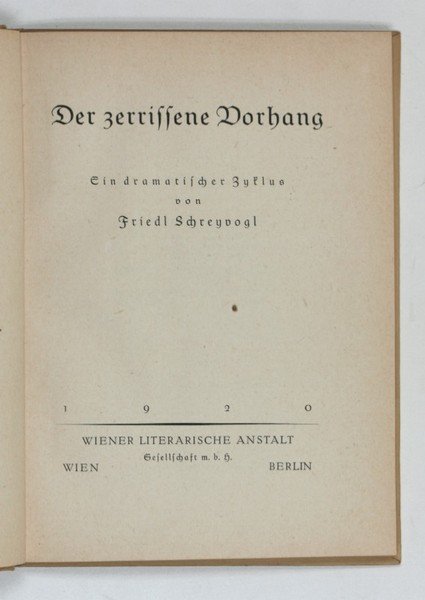 Der zerrissene Vorhang
Ein dramatischer Zyklus
von
Friedl Schreyvogl
1 9 2 0
WIENER LITERARISCHE ANSTALT
Gesellschaft m. b. H.
WIEN BERLIN